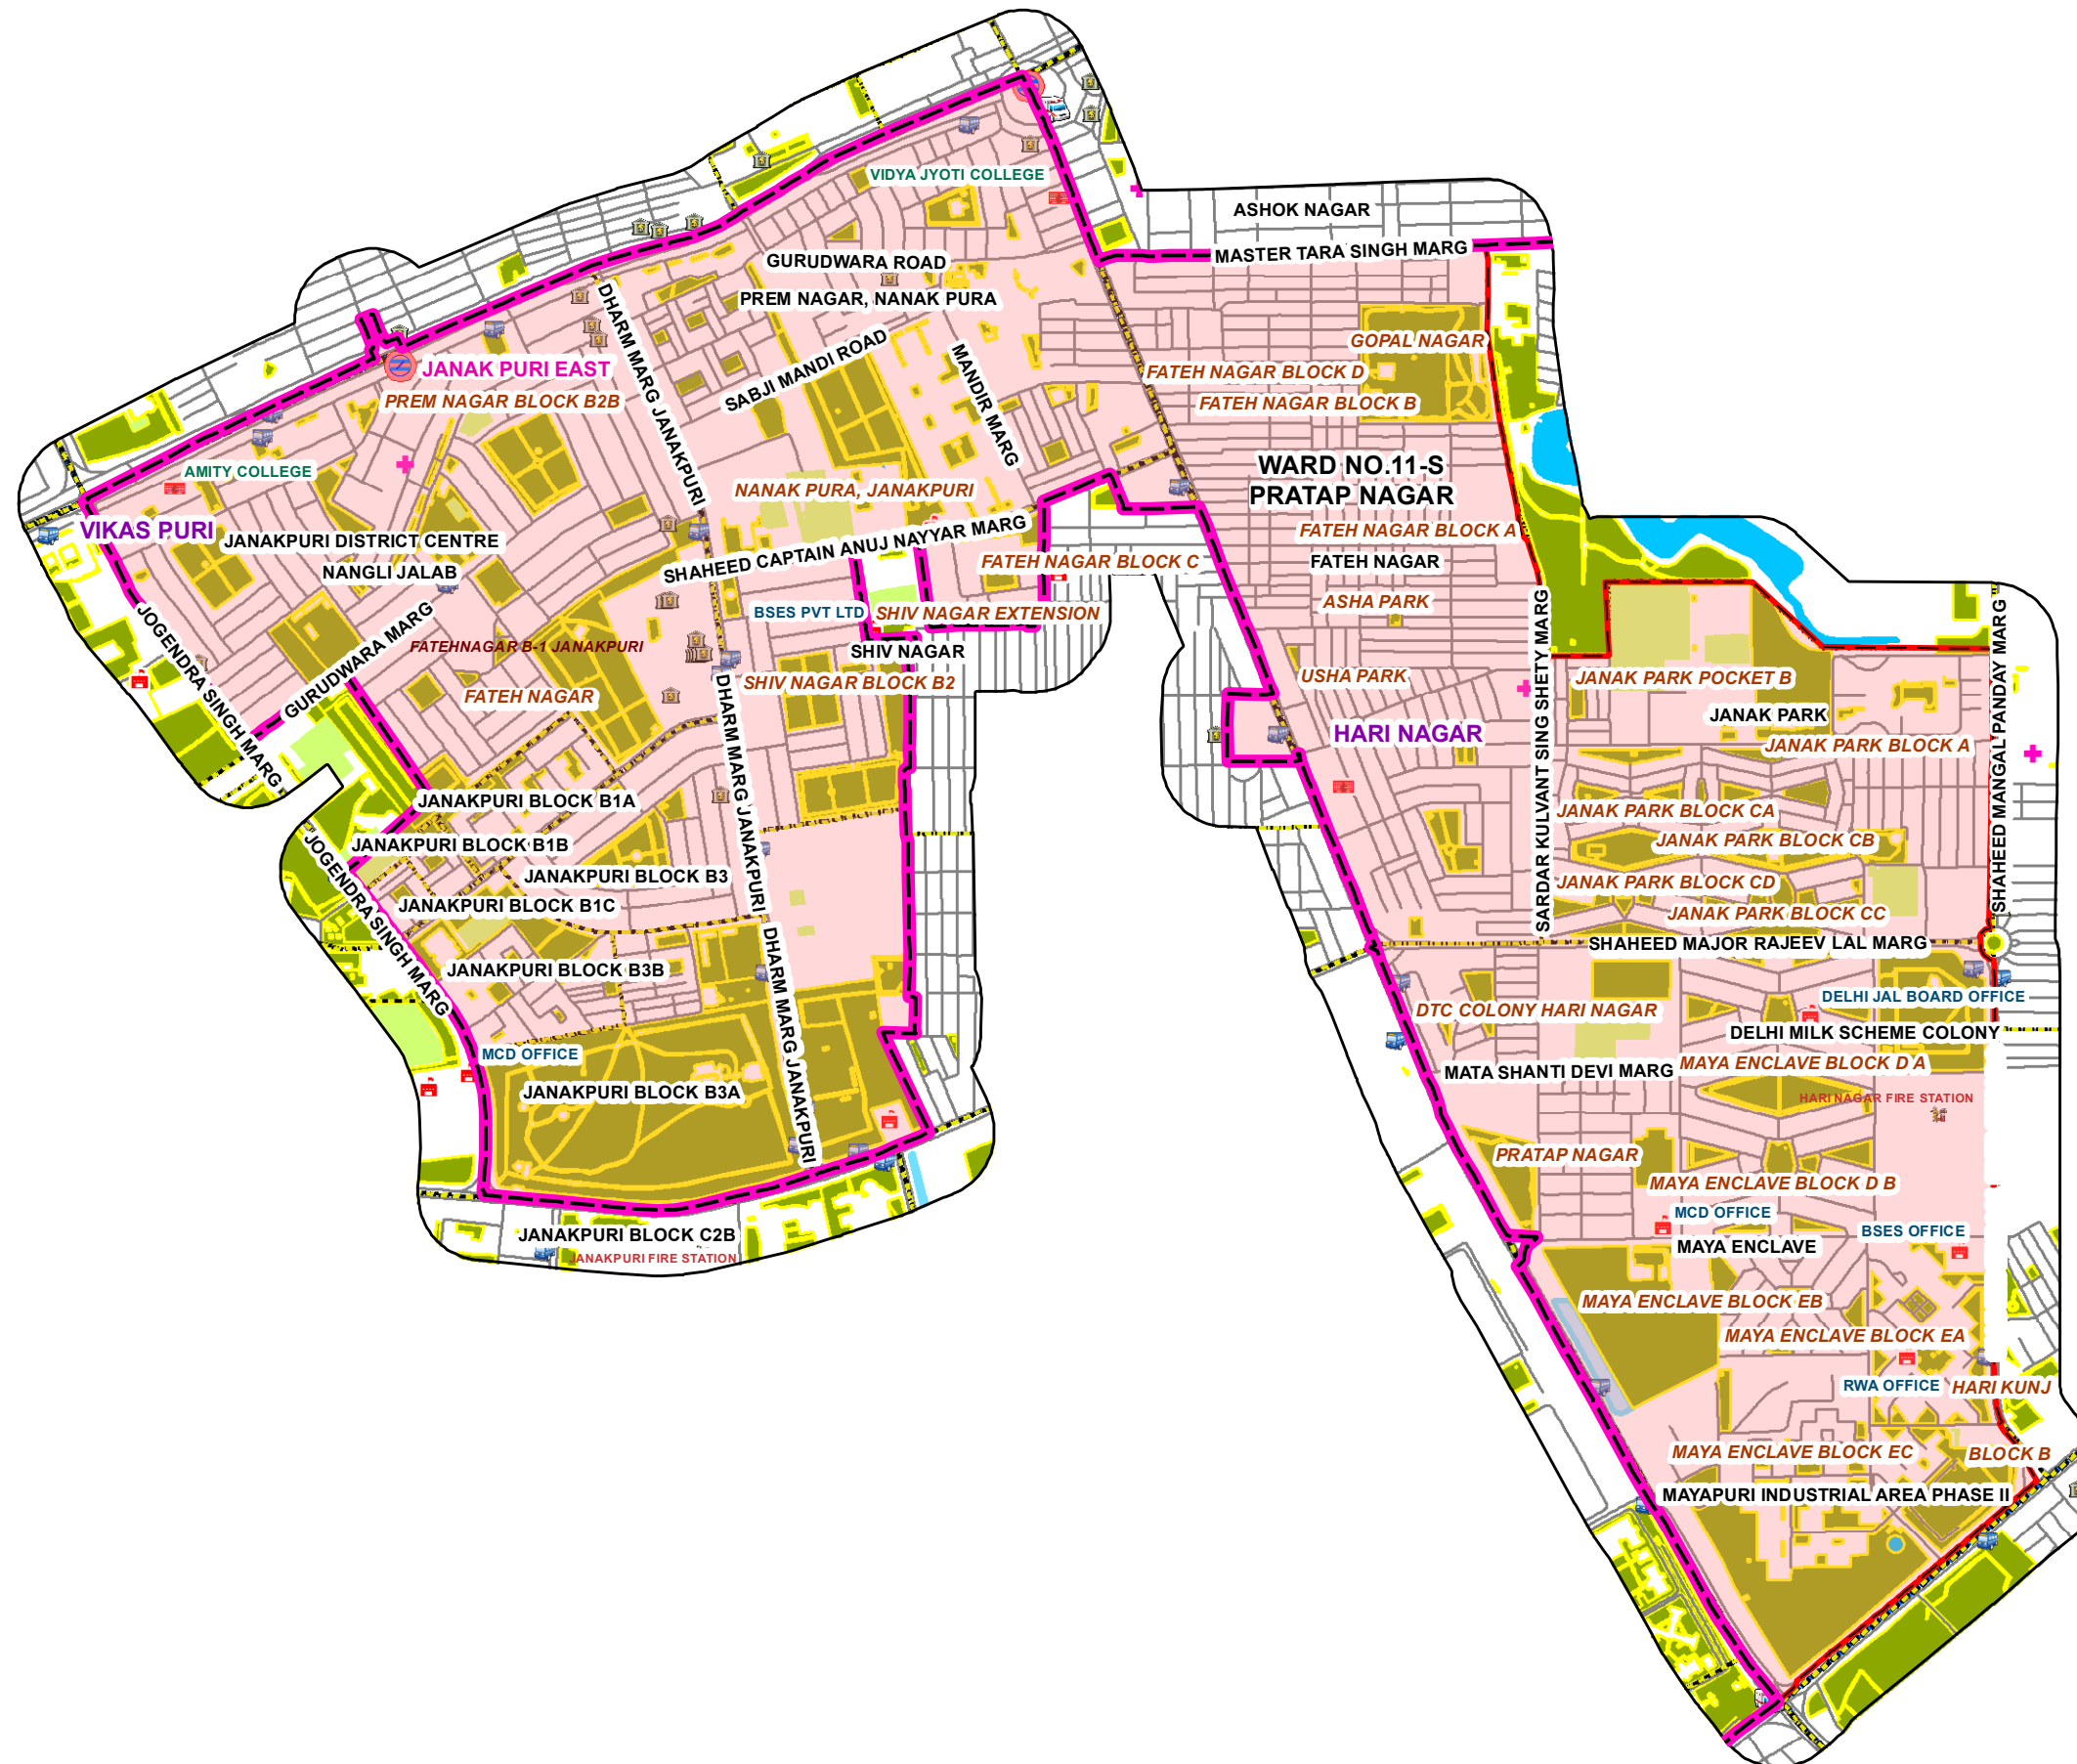 VIDYA JYOTI COLLEGE
ASHOK NAGAR
MASTER TARA SINGH MARG
GURUDWARA ROAD
PREM NAGAR, NANAK PURA
DHARM MARG JANAKPURI
SABJI MANDI ROAD
MANDIR MARG
GOPAL NAGAR
JANAK PURI EAST
PREM NAGAR BLOCK B2B
FATEH NAGAR BLOCK D
FATEH NAGAR BLOCK B
AMITY COLLEGE
WARD NO.11-S
PRATAP NAGAR
NANAK PURA, JANAKPURI
VIKAS PURI
JANAKPURI DISTRICT CENTRE
SHAHEED CAPTAIN ANUJ NAYYAR MARG
FATEH NAGAR BLOCK A
NANGLI JALAB
FATEH NAGAR BLOCK C
FATEH NAGAR
JOGENDRA SINGH MARG
GURUDWARA MARG
BSES PVT LTD
SHIV NAGAR EXTENSION
ASHA PARK
SARDAR KULVANT SING SHETY MARG
SHAHEED MANGAL PANDAY MARG
FATEHNAGAR B-1 JANAKPURI
SHIV NAGAR
FATEH NAGAR
SHIV NAGAR BLOCK B2
USHA PARK
JANAK PARK POCKET B
JANAK PARK
HARI NAGAR
JANAK PARK BLOCK A
DHARM MARG JANAKPURI
JANAKPURI BLOCK B1A
JANAK PARK BLOCK CA
JANAKPURI BLOCK B1B
JANAK PARK BLOCK CB
JOGENDRA SINGH MARG
JANAKPURI BLOCK B3
JANAK PARK BLOCK CD
JANAKPURI BLOCK B1C
JANAK PARK BLOCK CC
SHAHEED MAJOR RAJEEV LAL MARG
DHARM MARG JANAKPURI
JANAKPURI BLOCK B3B
DELHI JAL BOARD OFFICE
DTC COLONY HARI NAGAR
DELHI MILK SCHEME COLONY
MCD OFFICE
MATA SHANTI DEVI MARG
MAYA ENCLAVE BLOCK D A
JANAKPURI BLOCK B3A
HARI NAGAR FIRE STATION
PRATAP NAGAR
MAYA ENCLAVE BLOCK D B
MCD OFFICE
BSES OFFICE
JANAKPURI BLOCK C2B
MAYA ENCLAVE
JANAKPURI FIRE STATION
MAYA ENCLAVE BLOCK EB
MAYA ENCLAVE BLOCK EA
RWA OFFICE
HARI KUNJ
MAYA ENCLAVE BLOCK EC
BLOCK B
MAYAPURI INDUSTRIAL AREA PHASE II